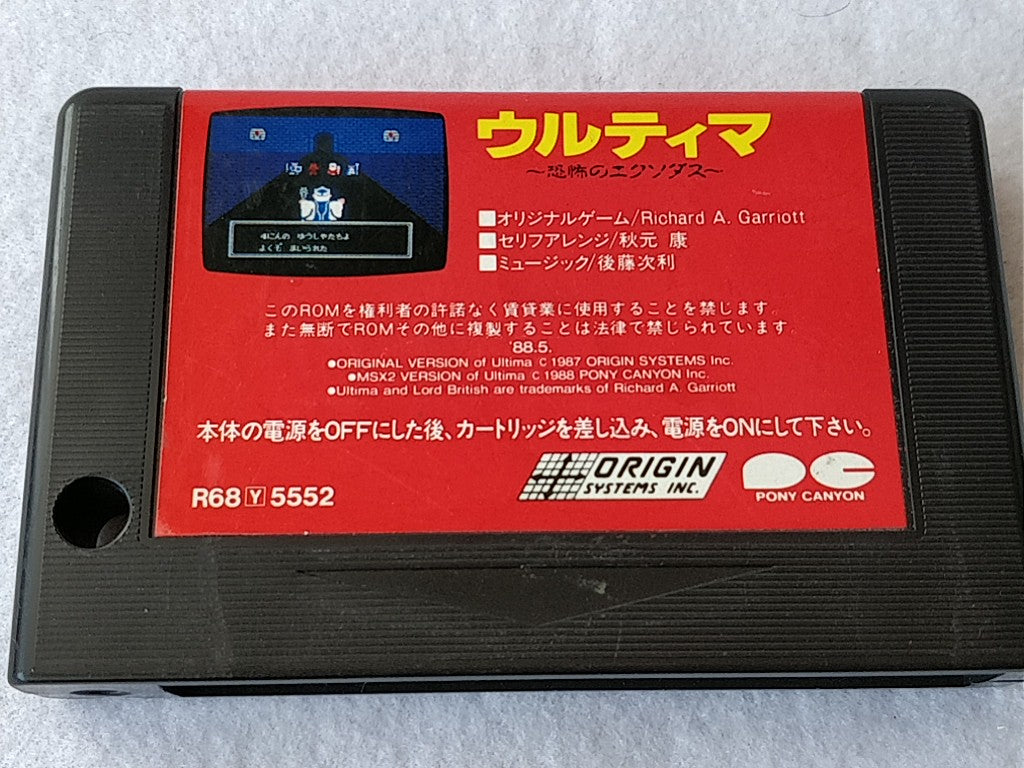 ウルティマ
～恐怖のエクソダス～
4にんの ゆうしゃたちよ
よくぞ まいられた
■オリジナルゲーム/Richard A. Garriott
■セリフアレンジ/秋元 康
■ミュージック/後藤次利
このROMを権利者の許諾なく賃貸業に使用することを禁じます。
また無断でROMその他に複製することは法律で禁じられています。
'88.5.
●ORIGINAL VERSION of Ultima C 1987 ORIGIN SYSTEMS Inc.
●MSX2 VERSION of Ultima C 1988 PONY CANYON Inc.
●Ultima and Lord British are trademarks of Richard A. Garriott
本体の電源をOFFにした後、カートリッジを差し込み、電源をONにして下さい。
R68 Y 5552
ORIGIN
SYSTEMS INC.
PC
PONY CANYON